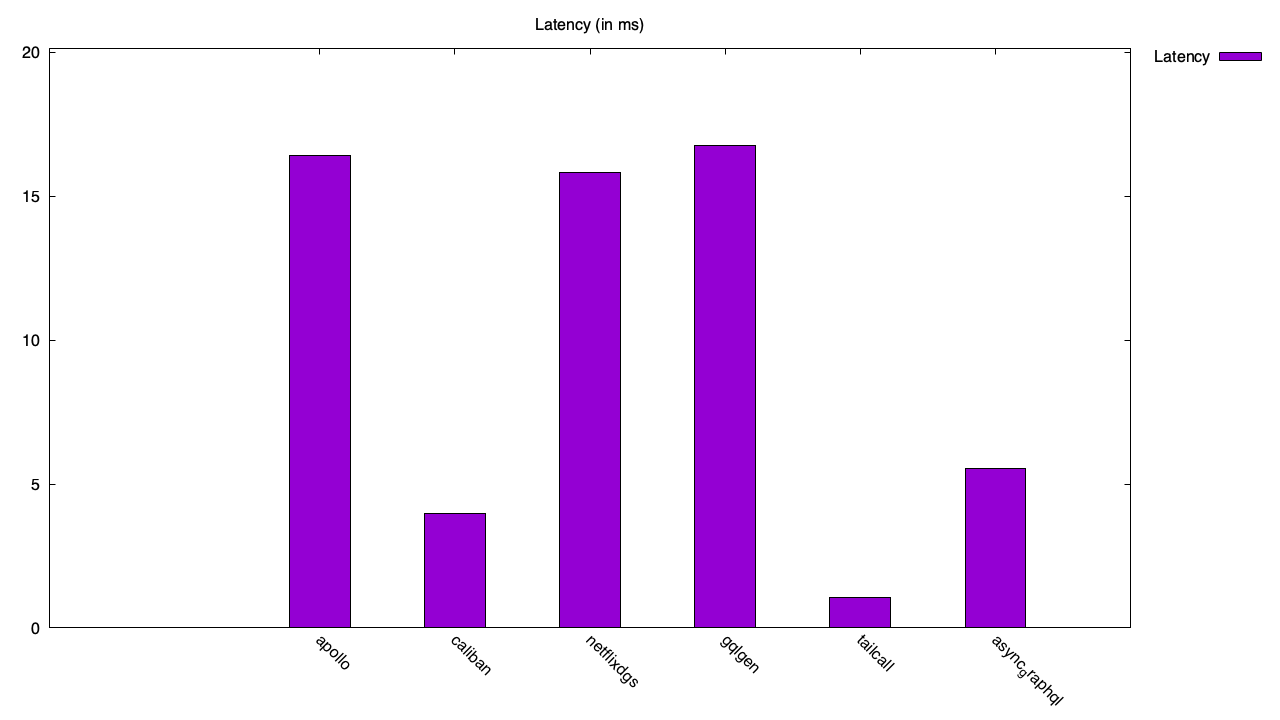 Latency (in ms)
Latency
20
15
10
5
0
apollo
caliban
netflixdgs
gqlgen
tailcall
async_graphql